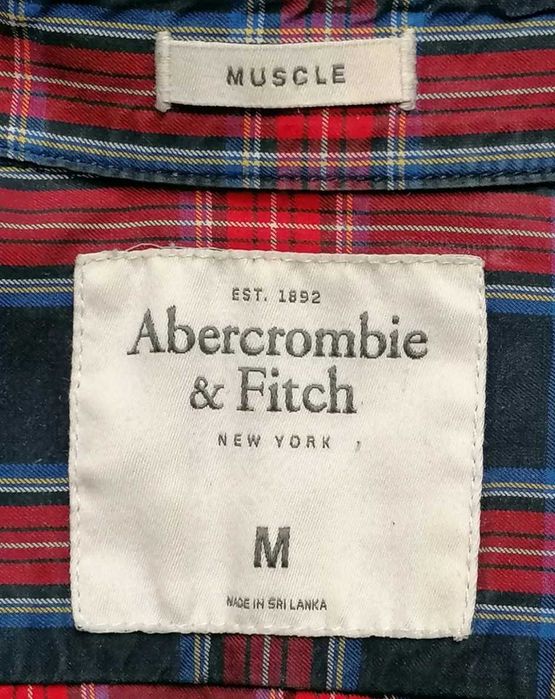 MUSCLE
EST. 1892
Abercrombie
& Fitch
NEW YORK
M
MADE IN SRI LANKA